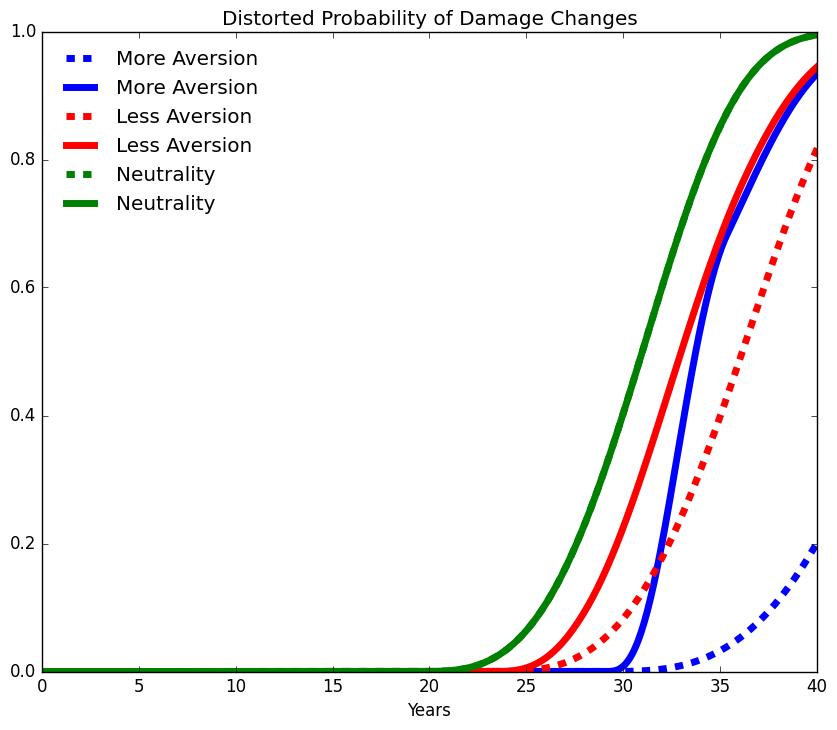 Distorted Probability of Damage Changes
1.0
0.8
0.6
0.4
0.2
0.0
More Aversion
More Aversion
Less Aversion
Less Aversion
Neutrality
Neutrality
0 5 10 15 20 25 30 35 40
Years